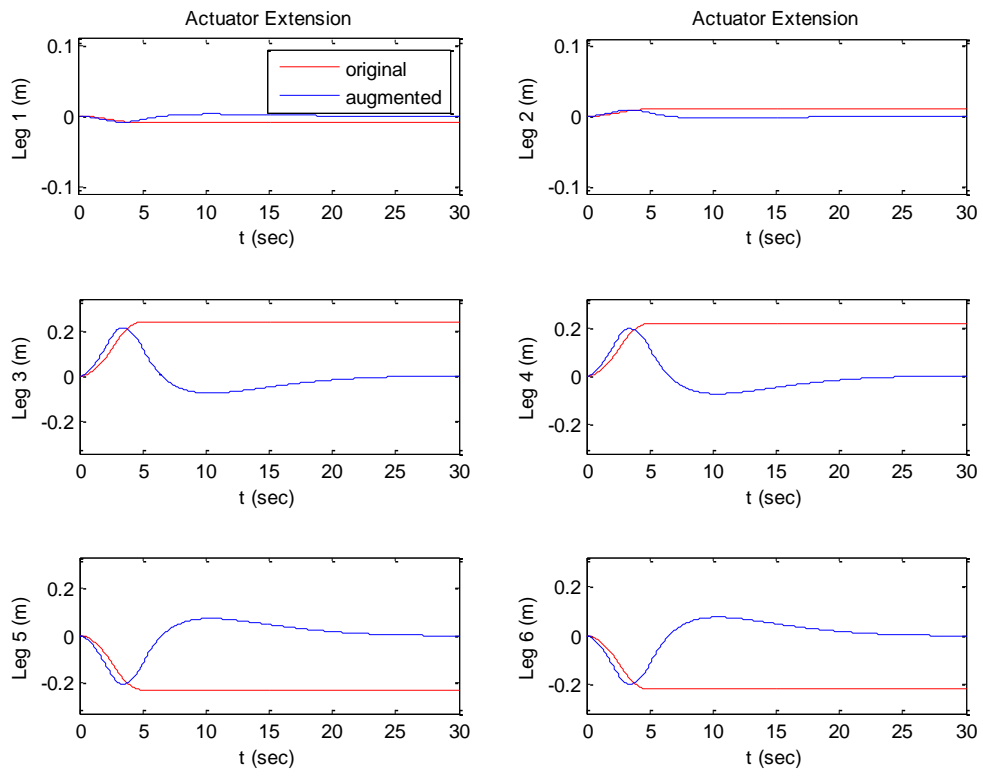 Actuator Extension
Actuator Extension
0.1
0
-0.1
Leg 1 (m)
original
augmented
0 5 10 15 20 25 30
t (sec)
0.1
0
-0.1
Leg 2 (m)
0 5 10 15 20 25 30
t (sec)
0.2
0
-0.2
Leg 3 (m)
0 5 10 15 20 25 30
t (sec)
0.2
0
-0.2
Leg 4 (m)
0 5 10 15 20 25 30
t (sec)
0.2
0
-0.2
Leg 5 (m)
0 5 10 15 20 25 30
t (sec)
0.2
0
-0.2
Leg 6 (m)
0 5 10 15 20 25 30
t (sec)